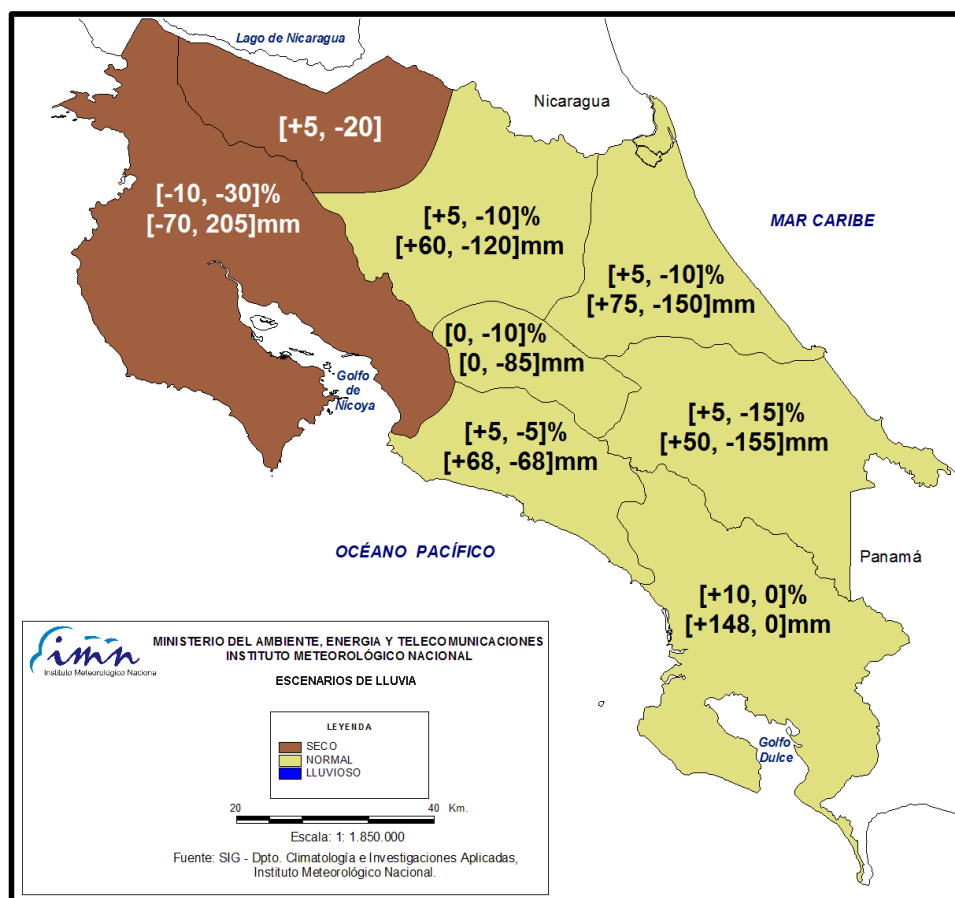 Lago de Nicaragua
Nicaragua
[+5, -20]
[-10, -30]%
[-70, 205]mm
[+5, -10]%
[+60, -120]mm
MAR CARIBE
[+5, -10]%
[+75, -150]mm
[0, -10]%
[0, -85]mm
Golfo
de
Nicoya
[+5, -5]%
[+68, -68]mm
[+5, -15]%
[+50, -155]mm
OCÉANO PACÍFICO
Panamá
[+10, 0]%
[+148, 0]mm
Golfo
Dulce
imn
Instituto Meteorológico Naciona
MINISTERIO DEL AMBIENTE, ENERGIA Y TELECOMUNICACIONES
INSTITUTO METEOROLÓGICO NACIONAL
ESCENARIOS DE LLUVIA
LEYENDA
SECO
NORMAL
LLUVIOSO
20 40 Km.
Escala: 1: 1.850.000
Fuente: SIG - Dpto. Climatología e Investigaciones Aplicadas,
Instituto Meteorológico Nacional.